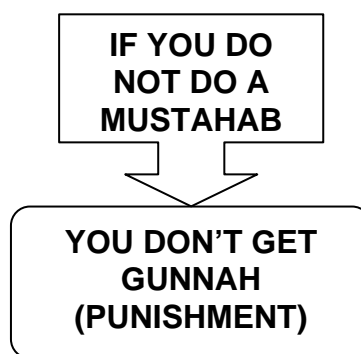 IF YOU DO
NOT DO A
MUSTAHAB
YOU DON’T GET
GUNNAH
(PUNISHMENT)